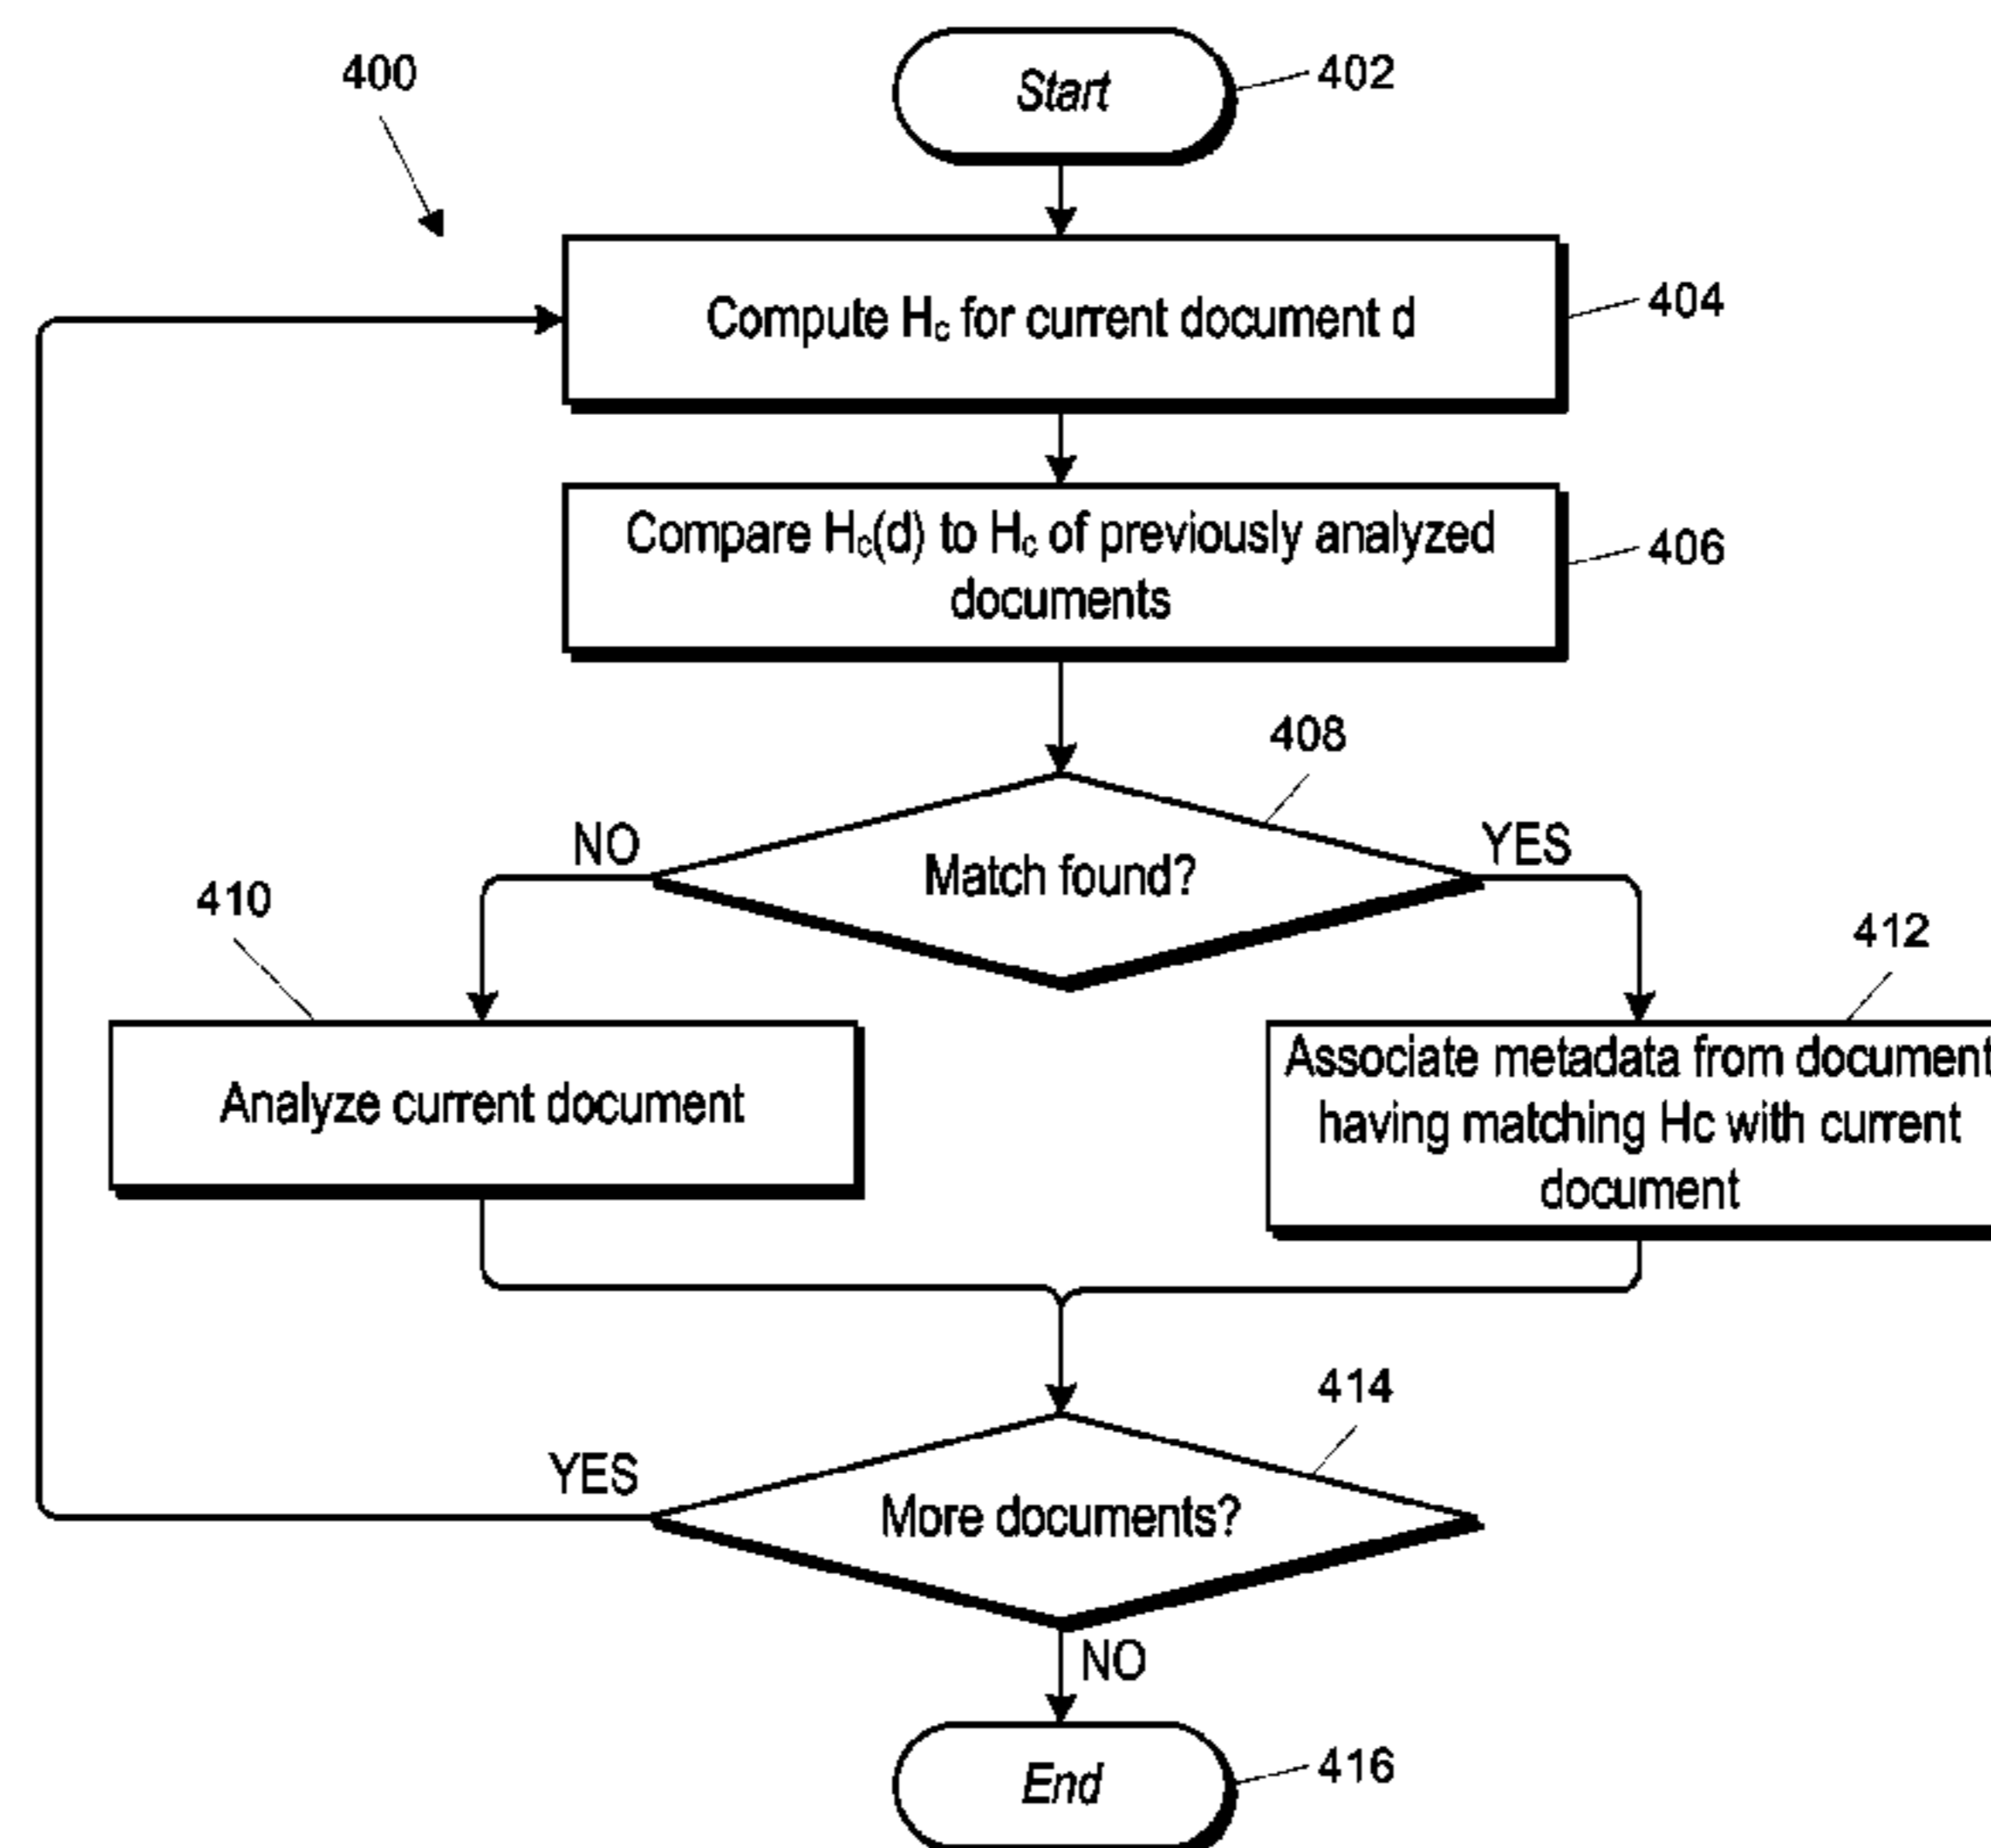 400
Start
402
Compute Hc for current document d
404
Compare Hc(d) to Hc of previously analyzed
documents
406
408
NO
Match found?
YES
410
412
Analyze current document
Associate metadata from document
having matching Hc with current
document
414
YES
More documents?
NO
End
416